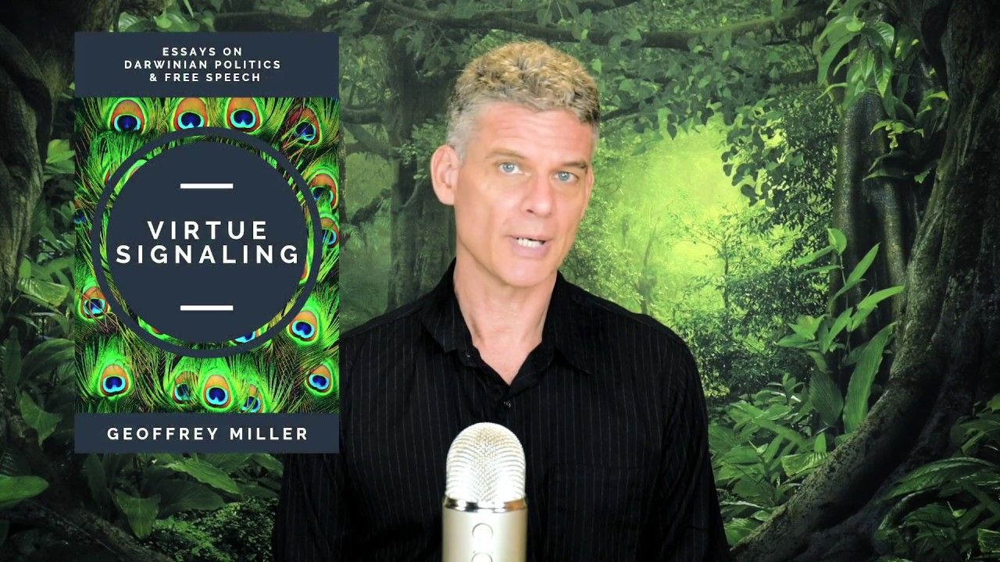 ESSAYS ON
DARWINIAN POLITICS
& FREE SPEECH
VIRTUE
SIGNALING
GEOFFREY MILLER